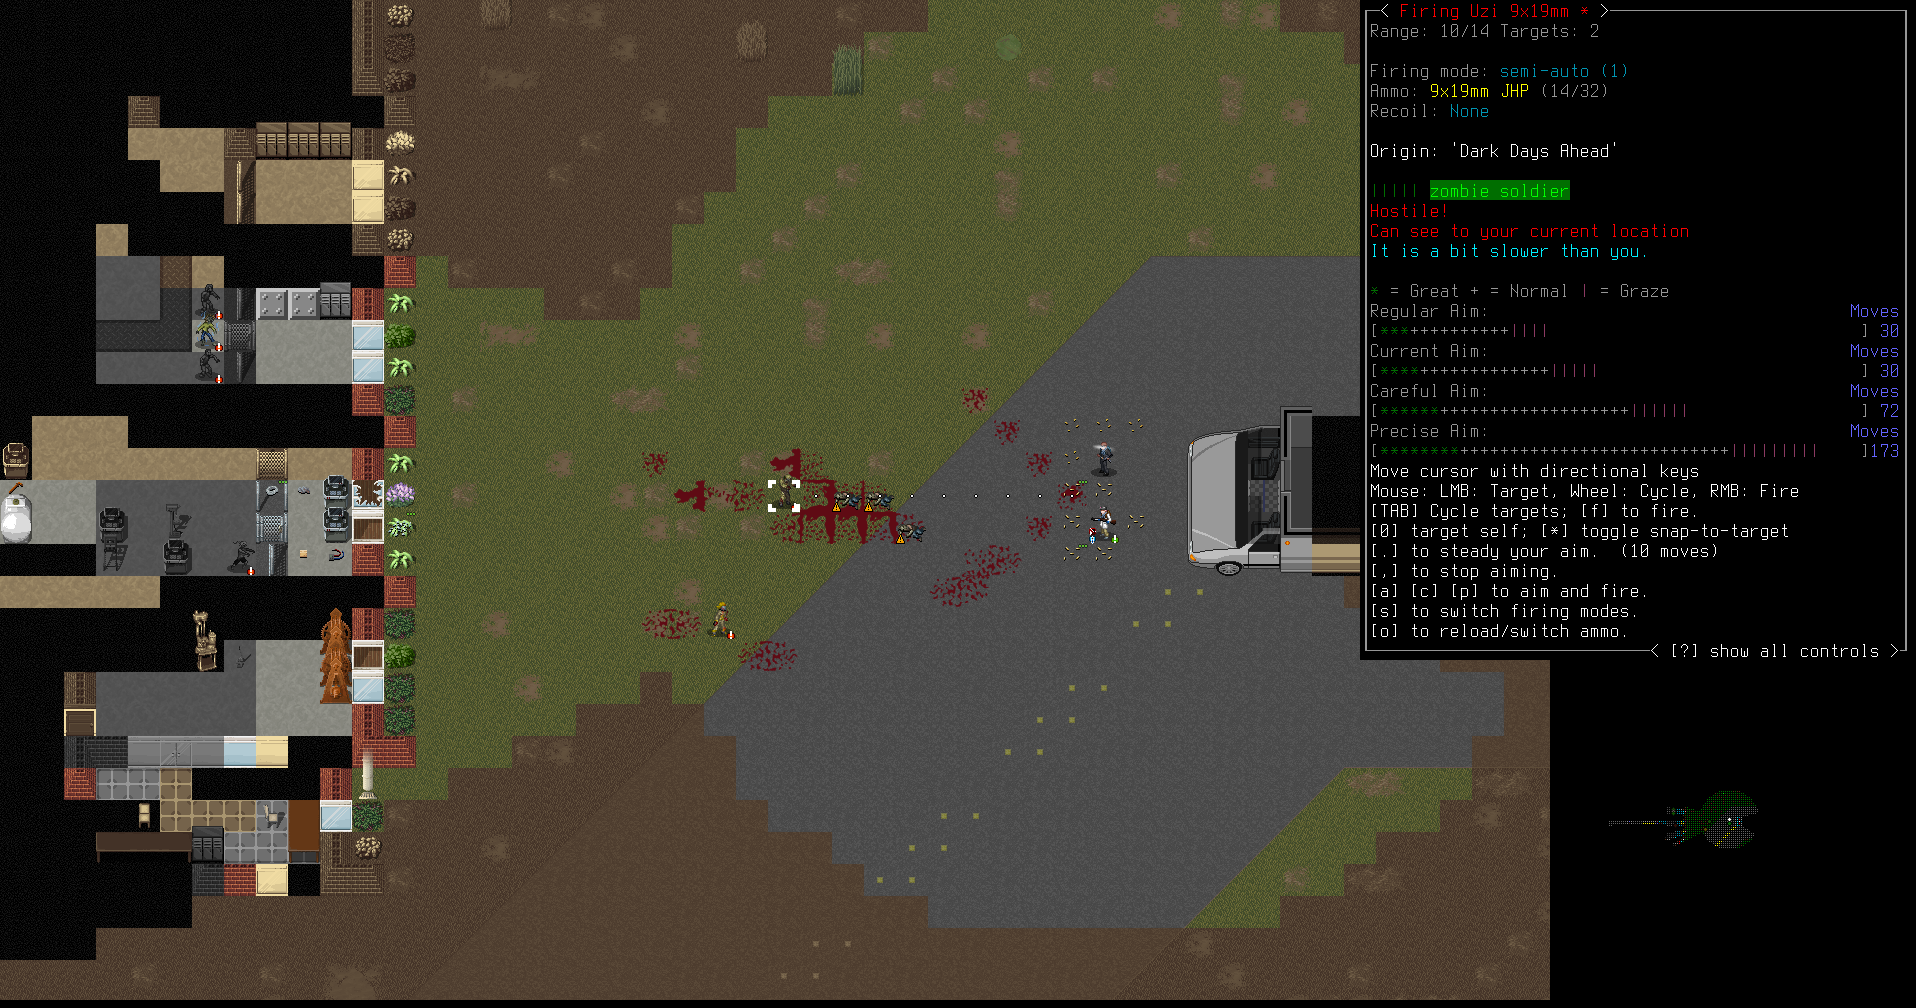 < Firing Uzi 9x19mm * >
Range: 10/14 Targets: 2
Firing mode: semi-auto (1)
Ammo: 9x19mm JHP (14/32)
Recoil: None
Origin: 'Dark Days Ahead'
||||| zombie soldier
Hostile!
Can see to your current location
It is a bit slower than you.
* = Great + = Normal | = Graze
Regular Aim: Moves
[***++++++++++|||| ] 30
Current Aim: Moves
[****+++++++++++++||||| ] 30
Careful Aim: Moves
[******+++++++++++++++++++|||||| ] 72
Precise Aim: Moves
[********+++++++++++++++++++++++++++||||||||| ]173
Move cursor with directional keys
Mouse: LMB: Target, Wheel: Cycle, RMB: Fire
[TAB] Cycle targets; [f] to fire.
[0] target self; [*] toggle snap-to-target
[.] to steady your aim. (10 moves)
[,] to stop aiming.
[a] [c] [p] to aim and fire.
[s] to switch firing modes.
[o] to reload/switch ammo.
< [?] show all controls >